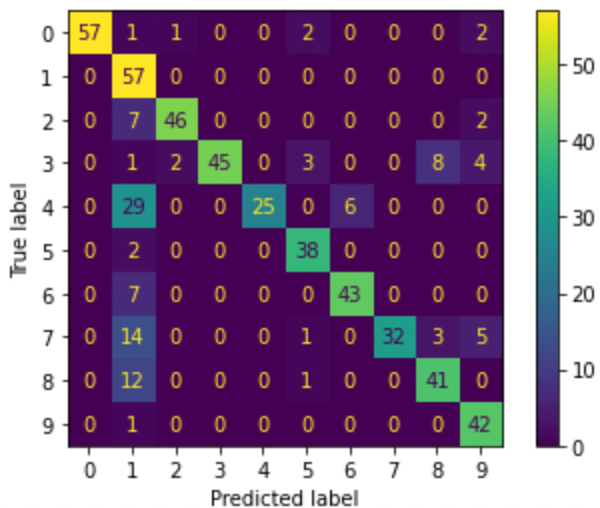 0 57 1 1 0 0 2 0 0 0 2
1 0 57 0 0 0 0 0 0 0 0
2 0 7 46 0 0 0 0 0 0 2
3 0 1 2 45 0 3 0 0 8 4
4 0 29 0 0 25 0 6 0 0 0
5 0 2 0 0 0 38 0 0 0 0
6 0 7 0 0 0 0 43 0 0 0
7 0 14 0 0 0 1 0 32 3 5
8 0 12 0 0 0 1 0 0 41 0
9 0 1 0 0 0 0 0 0 0 42
0 1 2 3 4 5 6 7 8 9
True label
Predicted label
50
40
30
20
10
0